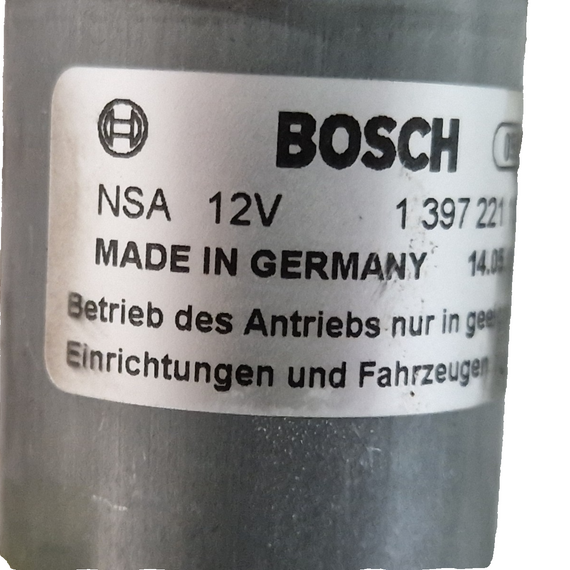 BOSCH
NSA 12V 1 397 221
MADE IN GERMANY
Betrieb des Antriebs nur in
Einrichtungen und Fahrzeugen